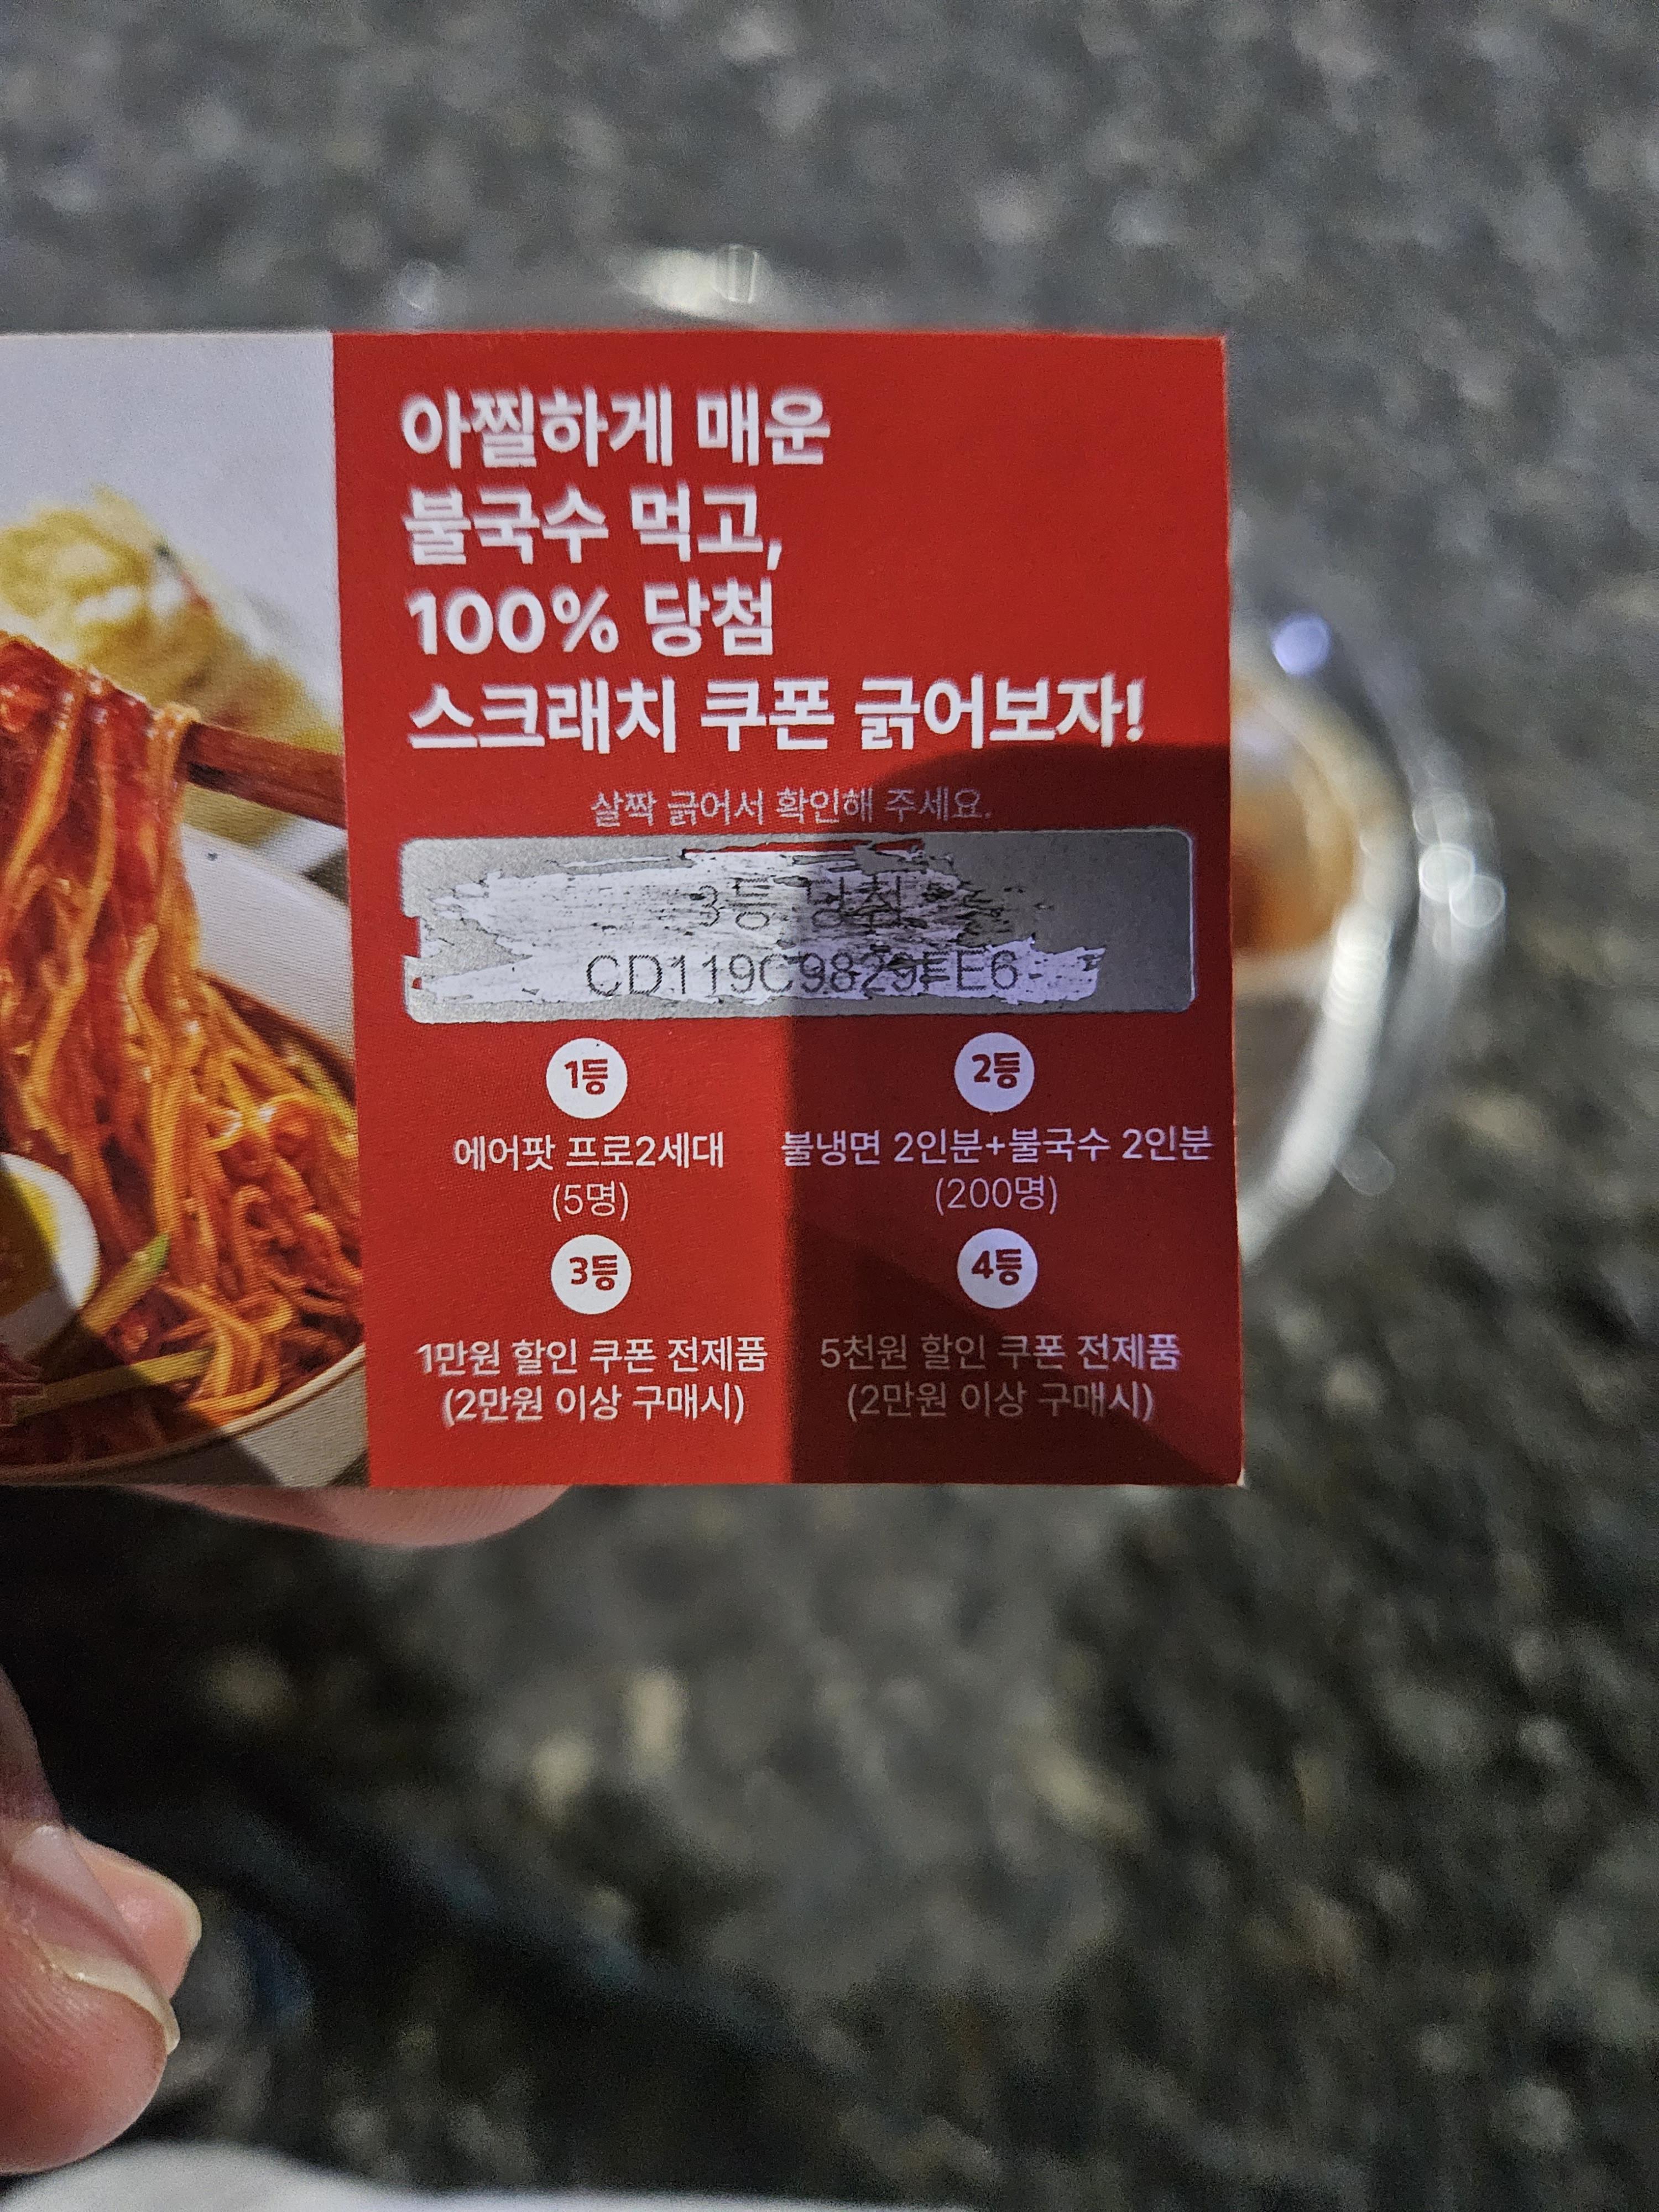 아찔하게 매운
불국수 먹고,
100% 당첨
스크래치 쿠폰 긁어보자!
살짝 긁어서 확인해 주세요.
3등 당첨
CD119C9829FE6
1등
2등
에어팟 프로2세대
불냉면 2인분+불국수 2인분
(5명)
(200명)
3등
4등
1만원 할인 쿠폰 전제품
5천원 할인 쿠폰 전제품
(2만원 이상 구매시)
(2만원 이상 구매시)